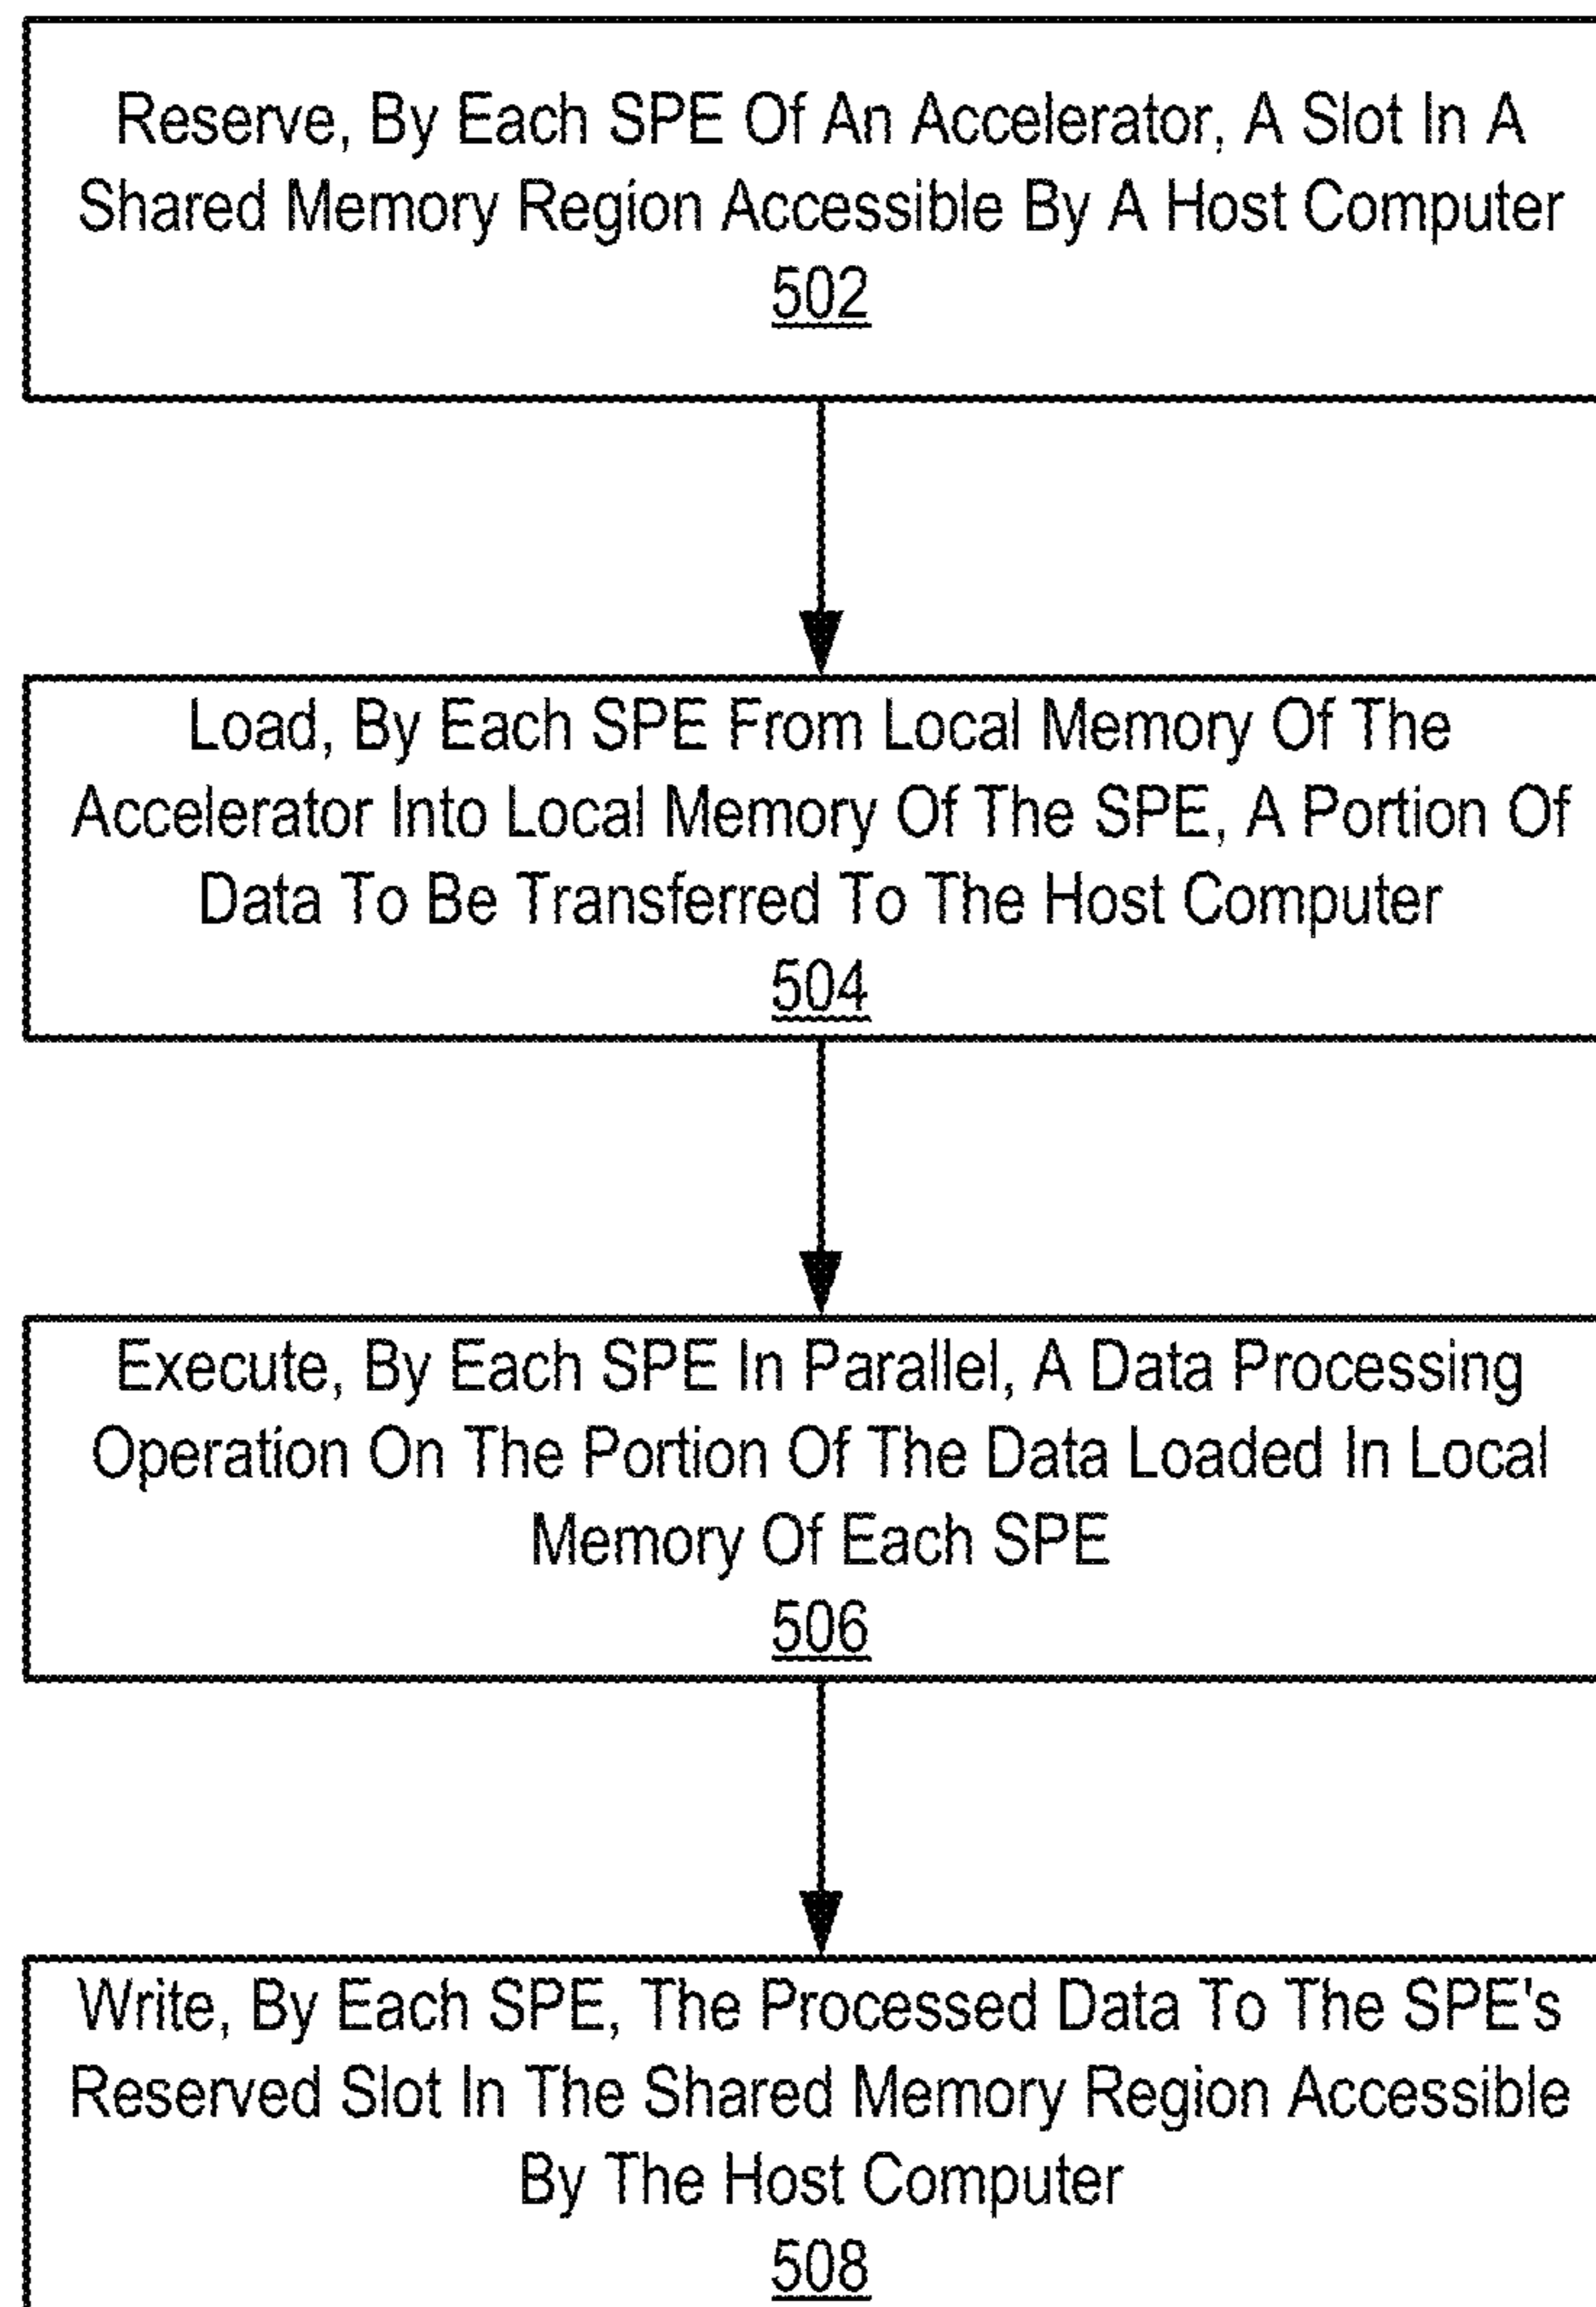 Reserve, By Each SPE Of An Accelerator, A Slot In A
Shared Memory Region Accessible By A Host Computer
502
Load, By Each SPE From Local Memory Of The
Accelerator Into Local Memory Of The SPE, A Portion Of
Data To Be Transferred To The Host Computer
504
Execute, By Each SPE In Parallel, A Data Processing
Operation On The Portion Of The Data Loaded In Local
Memory Of Each SPE
506
Write, By Each SPE, The Processed Data To The SPE's
Reserved Slot In The Shared Memory Region Accessible
By The Host Computer
508